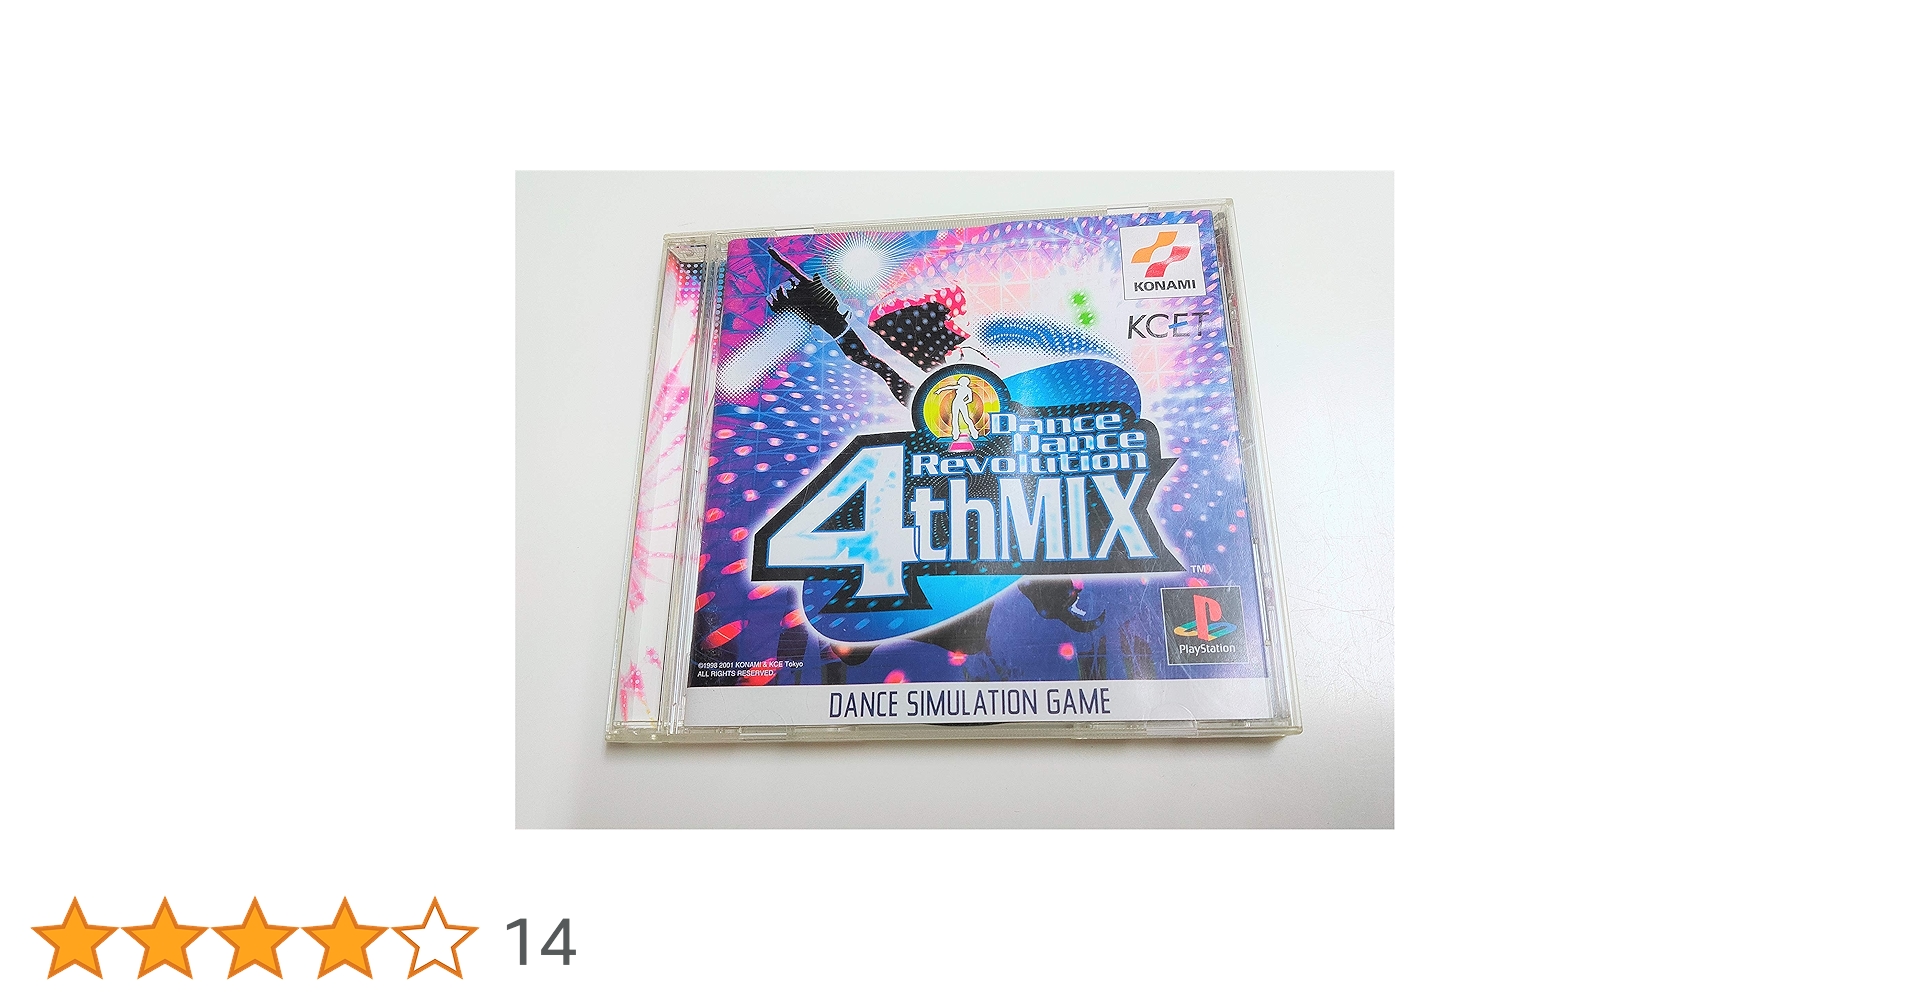 KONAMI
KCET
Dance
Dance
Revolution
4thMIX
TM
PlayStation
©1998 2001 KONAMI & KCE Tokyo
ALL RIGHTS RESERVED.
DANCE SIMULATION GAME
14